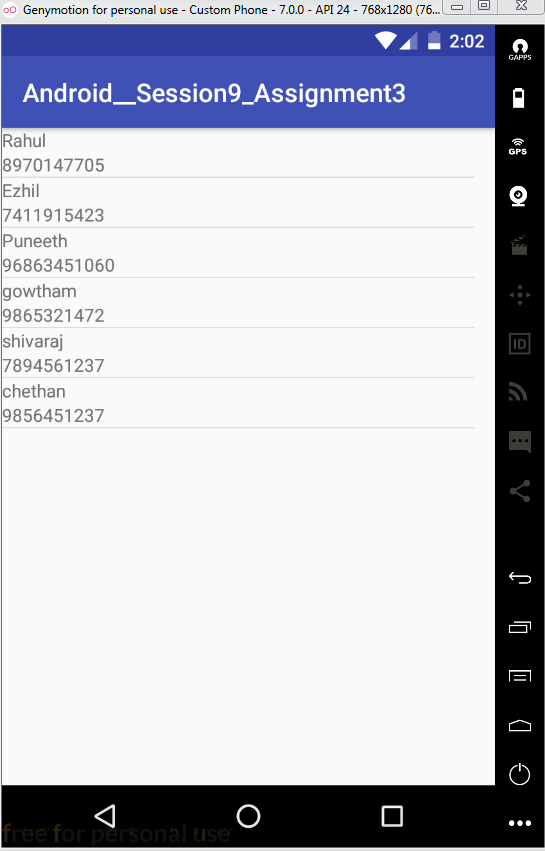 Genymotion for personal use - Custom Phone - 7.0.0 - API 24 - 768x1280 (76...
2:02
GAPPS
Android__Session9_Assignment3
Rahul
8970147705
GPS
Ezhil
7411915423
Puneeth
96863451060
gowtham
9865321472
shivaraj
7894561237
ID
chethan
9856451237
free for personal use